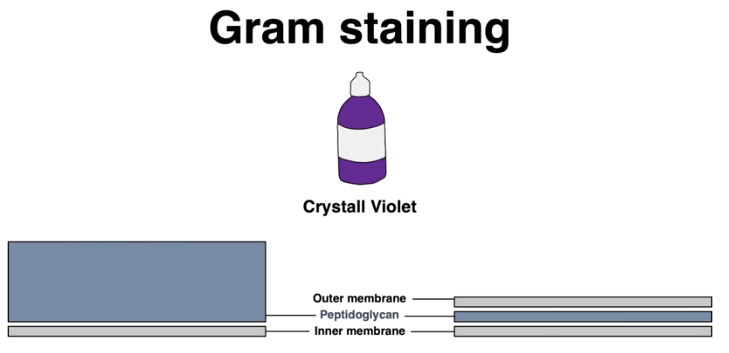 Gram staining
Crystall Violet
Outer membrane
Peptidoglycan
Inner membrane